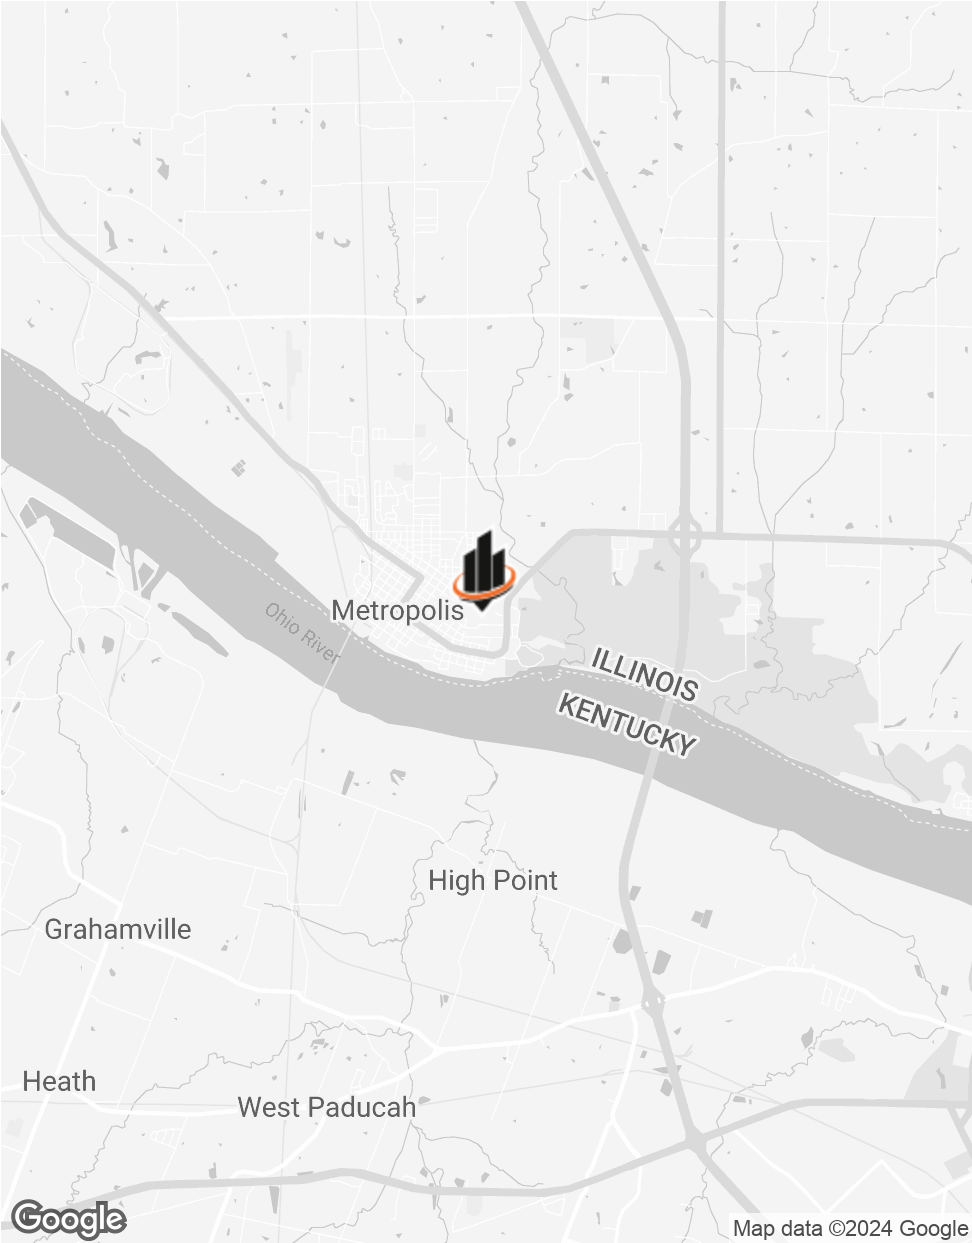 Metropolis
Ohio River
ILLINOIS
KENTUCKY
High Point
Grahamville
Heath
West Paducah
Google
Map data ©2024 Google